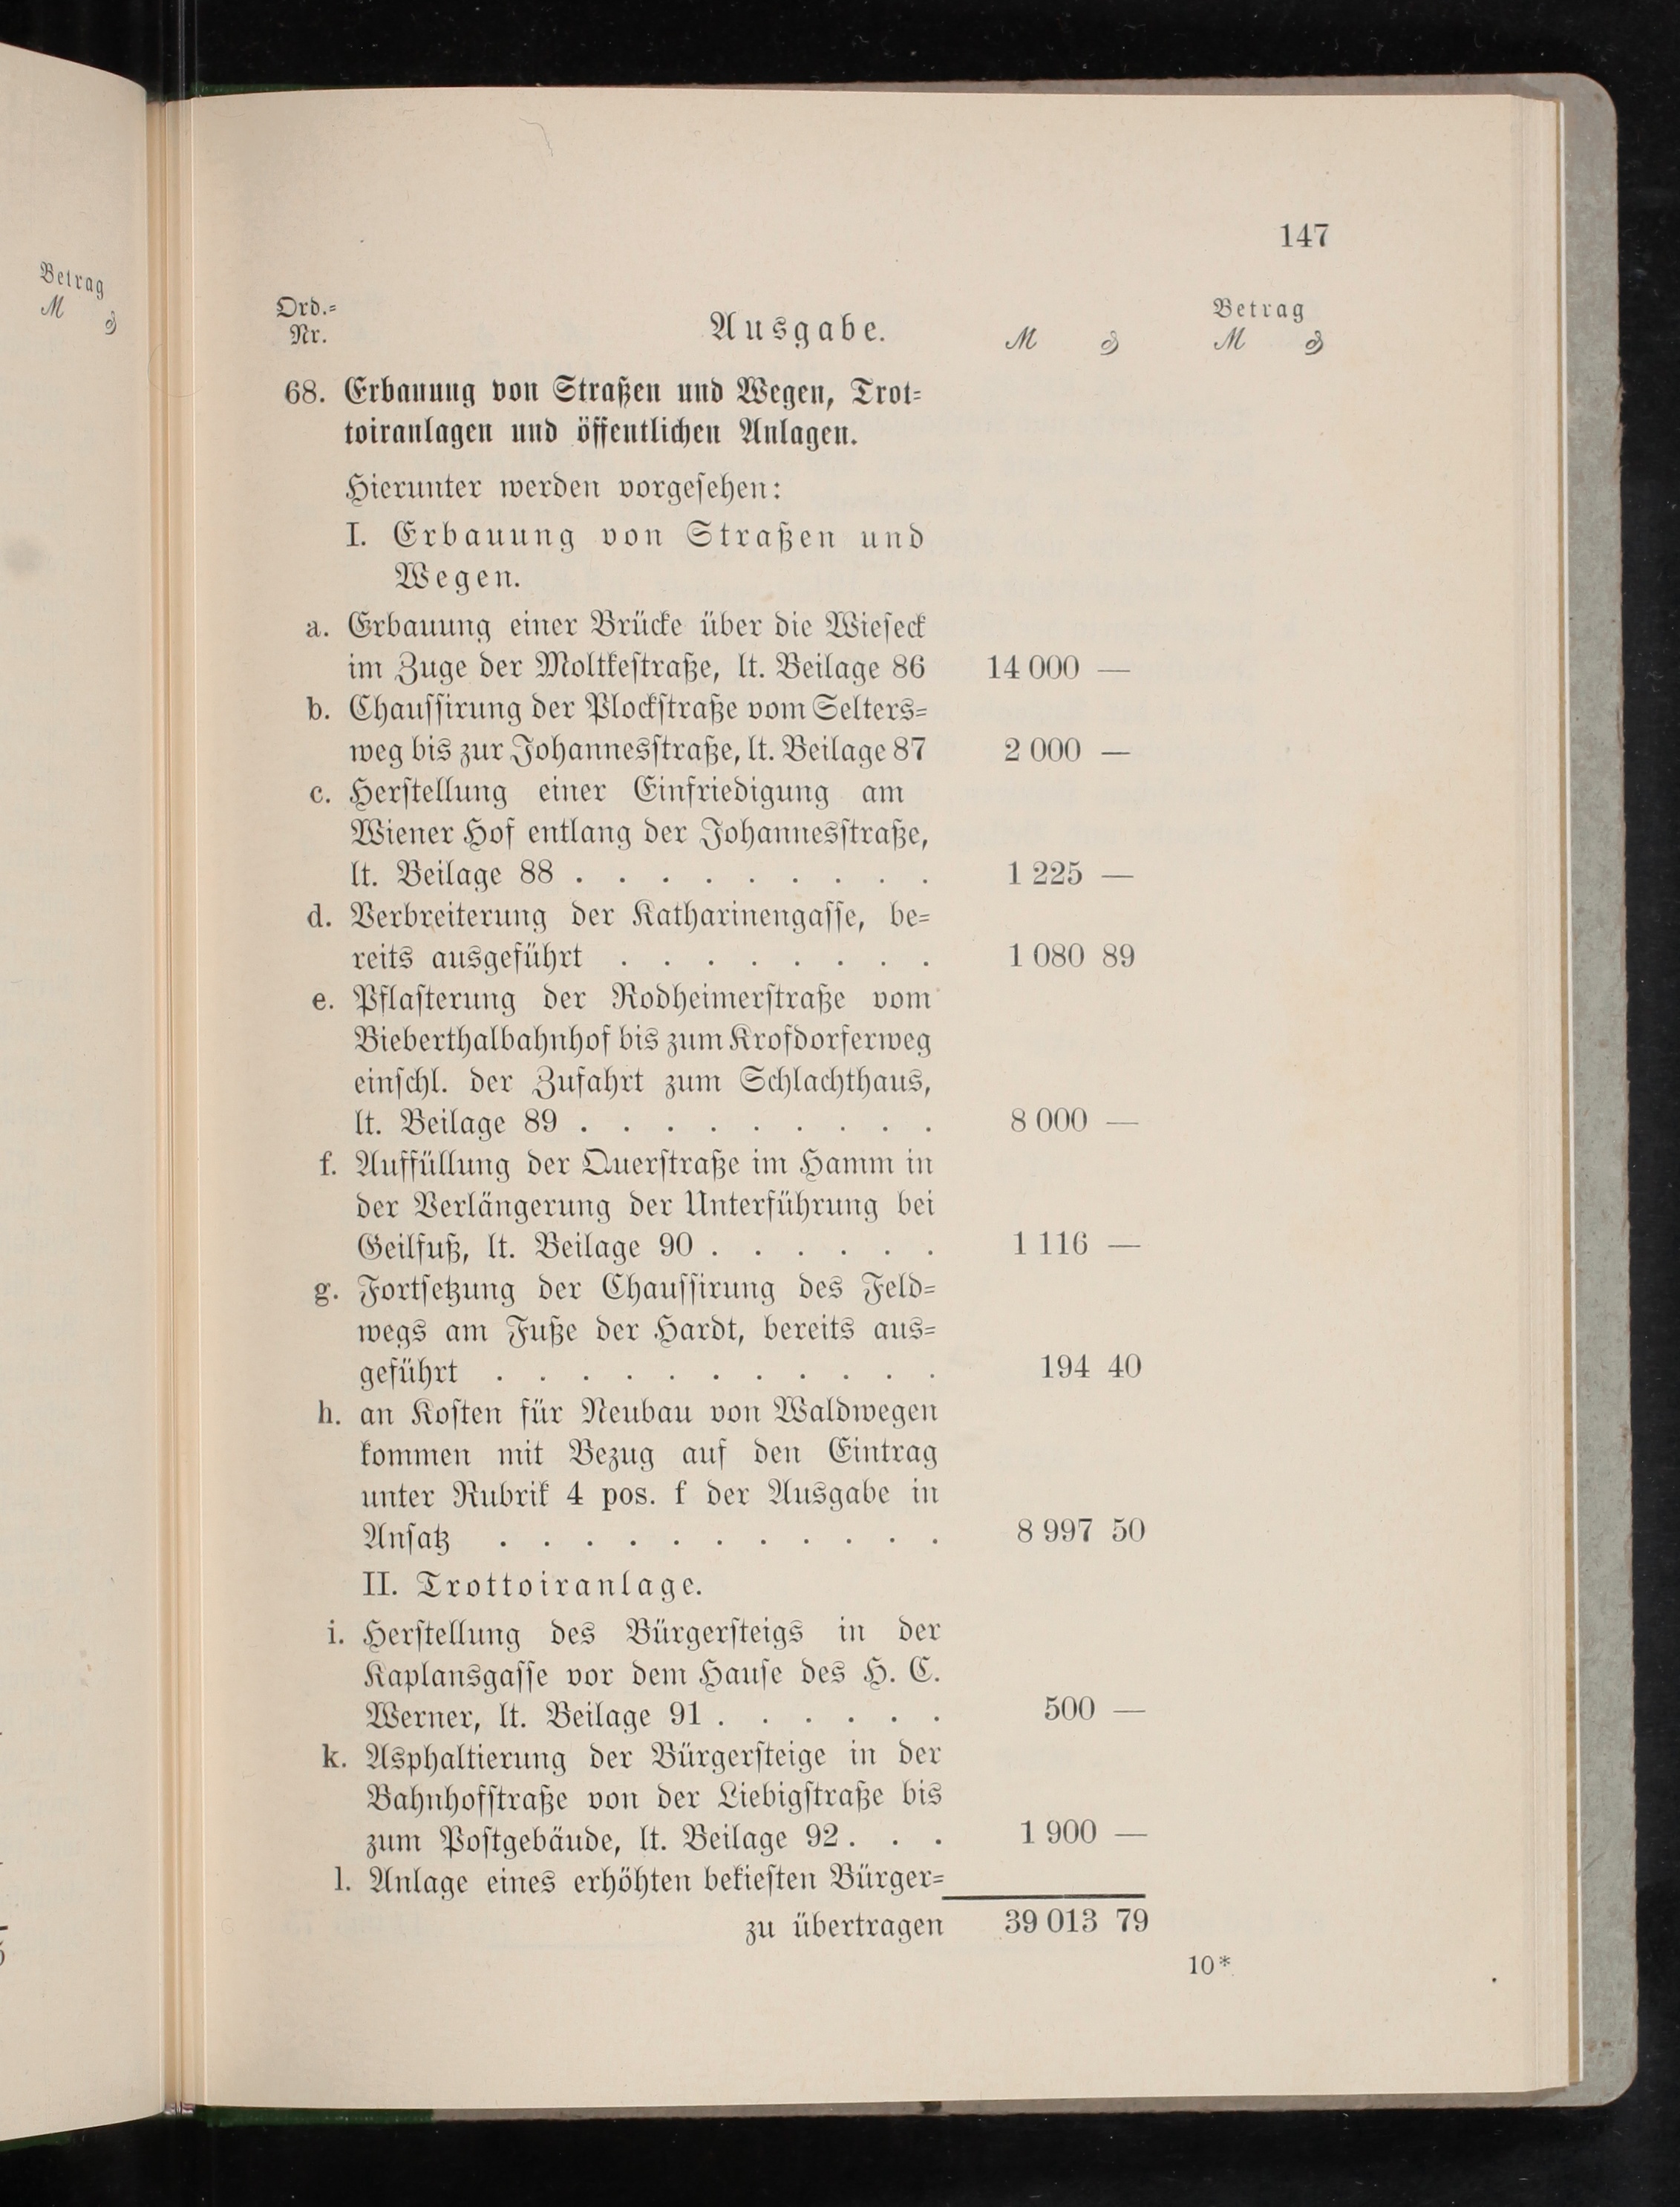 Betrag
M ₰
147
Ord.=
Nr.
Ausgabe.
Betrag
M ₰ M ₰
68. Erbauung von Straßen und Wegen, Trot=
toiranlagen und öffentlichen Anlagen.
Hierunter werden vorgesehen:
I. Erbauung von Straßen und
Wegen.
a. Erbauung einer Brücke über die Wieseck
im Zuge der Moltkestraße, lt. Beilage 86 14 000 —
b. Chaussirung der Plockstraße vom Selters=
weg bis zur Johannesstraße, lt. Beilage 87 2 000 —
c. Herstellung einer Einfriedigung am
Wiener Hof entlang der Johannesstraße,
lt. Beilage 88 . . . . . . . . . 1 225 —
d. Verbreiterung der Katharinengasse, be=
reits ausgeführt . . . . . . . . 1 080 89
e. Pflasterung der Rodheimerstraße vom
Bieberthalbahnhof bis zum Krofdorferweg
einschl. der Zufahrt zum Schlachthaus,
lt. Beilage 89 . . . . . . . . . 8 000 —
f. Auffüllung der Querstraße im Hamm in
der Verlängerung der Unterführung bei
Geilfuß, lt. Beilage 90 . . . . . . 1 116 —
g. Fortsetzung der Chaussirung des Feld=
wegs am Fuße der Hardt, bereits aus=
geführt . . . . . . . . . . . 194 40
h. an Kosten für Neubau von Waldwegen
kommen mit Bezug auf den Eintrag
unter Rubrik 4 pos. f der Ausgabe in
Ansatz . . . . . . . . . . . 8 997 50
II. Trottoiranlage.
i. Herstellung des Bürgersteigs in der
Kaplansgasse vor dem Hause des H. C.
Werner, lt. Beilage 91 . . . . . . 500 —
k. Asphaltierung der Bürgersteige in der
Bahnhofstraße von der Liebigstraße bis
zum Postgebäude, lt. Beilage 92 . . . 1 900 —
l. Anlage eines erhöhten bekiesten Bürger=
zu übertragen 39 013 79
10*